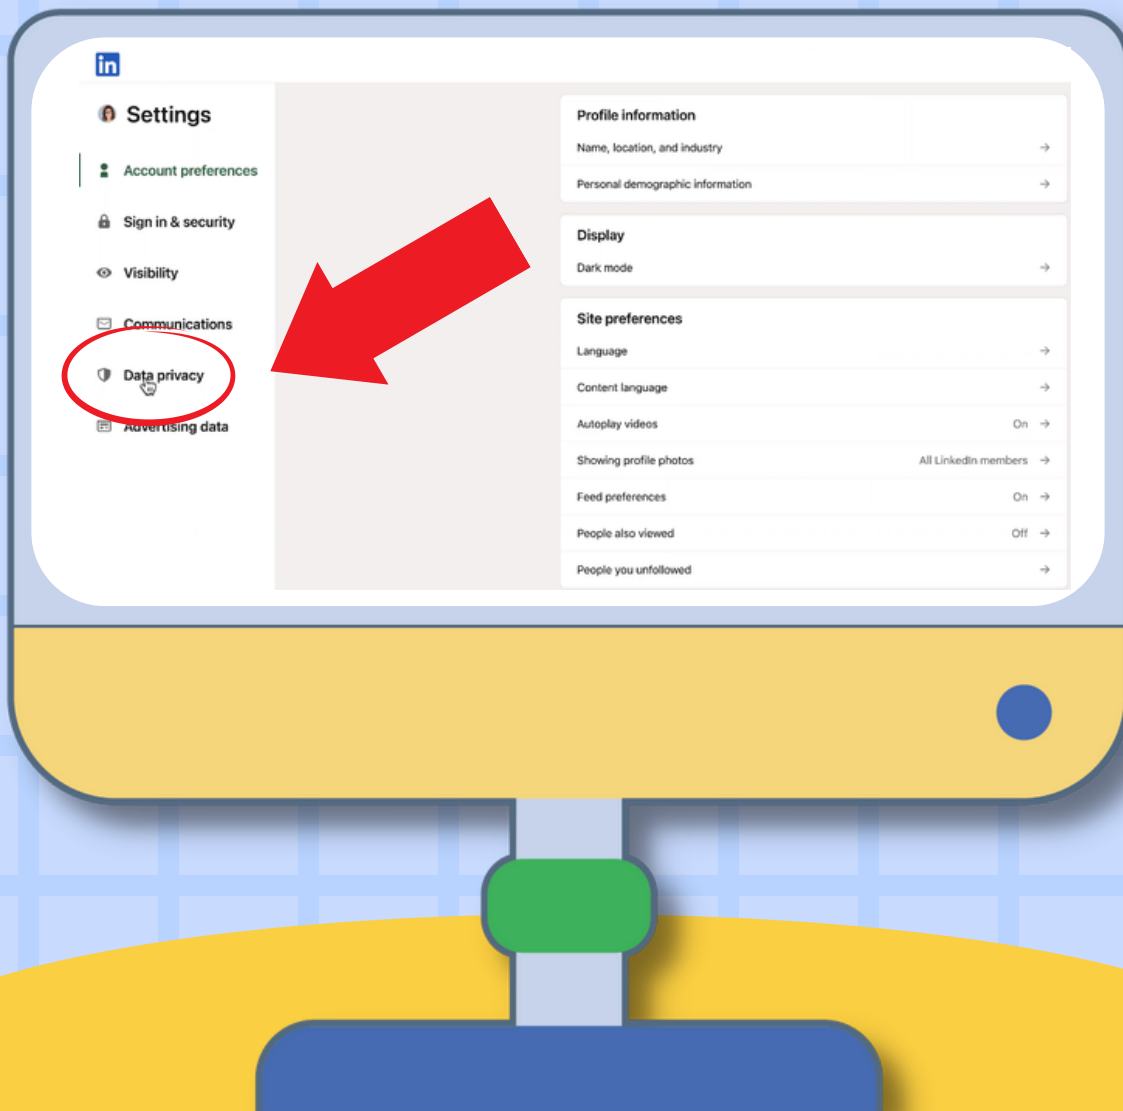 in
Settings
Account preferences
Sign in & security
Visibility
Communications
Data privacy
Advertising data
Profile information
Name, location, and industry
Personal demographic information
Display
Dark mode
Site preferences
Language
Content language
Autoplay videos On
Showing profile photos All LinkedIn members
Feed preferences On
People also viewed Off
People you unfollowed